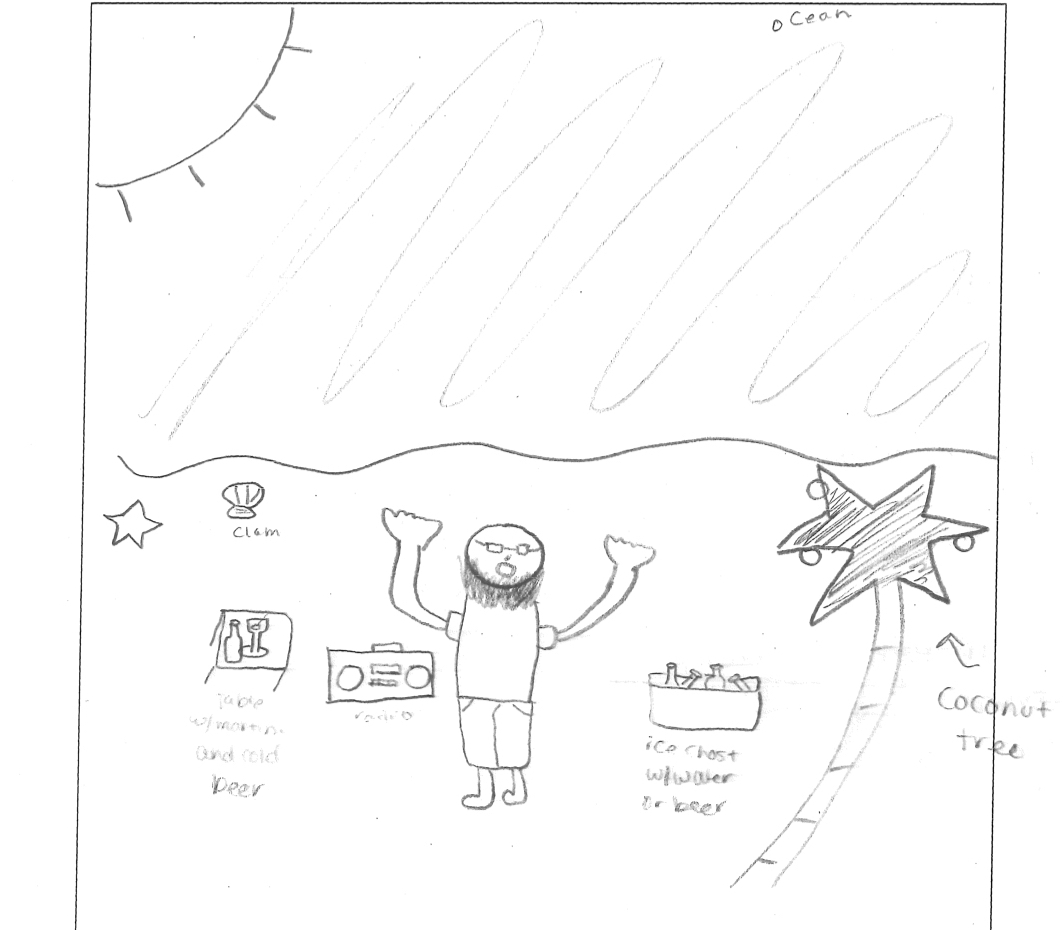 ocean
clam
Table
w/martini
and cold
beer
radio
ice chest
w/water
or beer
Coconut
tree